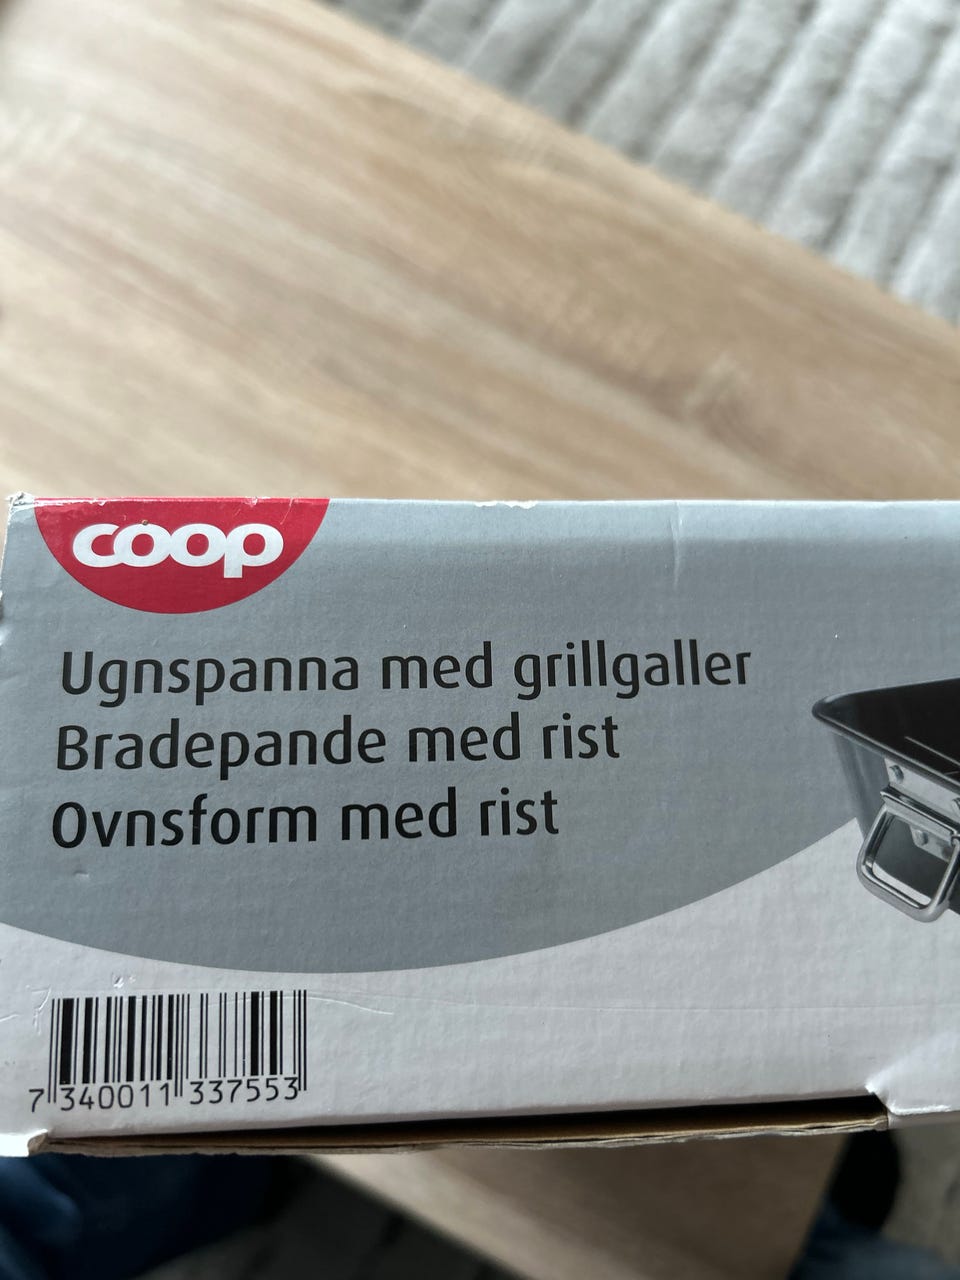 coop
Ugnspanna med grillgaller
Bradepande med rist
Ovnsform med rist
7 340011 337553